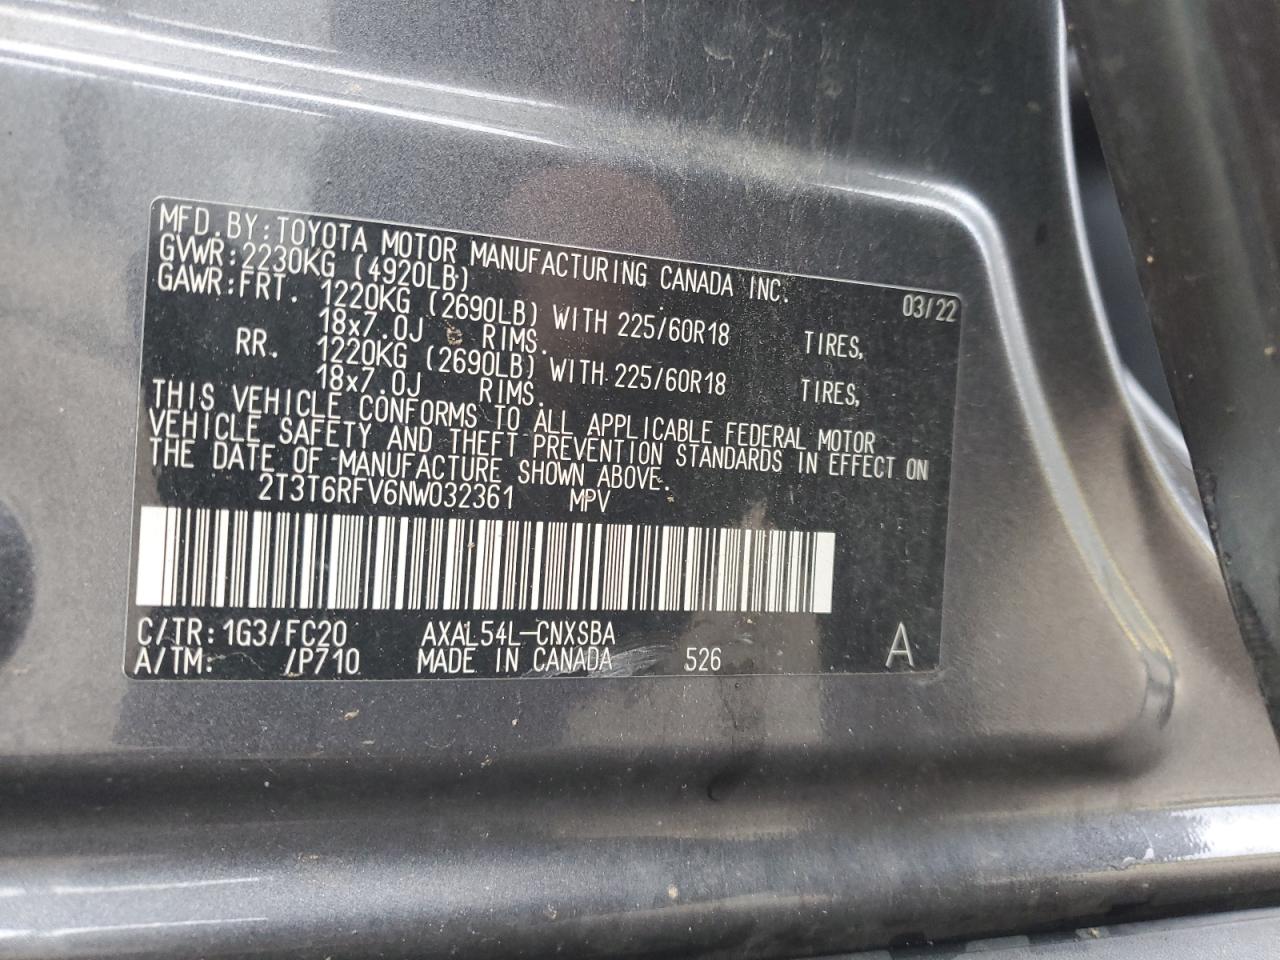 MFD.BY:TOYOTA MOTOR MANUFACTURING CANADA INC. 03/22
GVWR:2230KG (4920LB)
GAWR:FRT. 1220KG (2690LB) WITH 225/60R18 TIRES,
18x7.0J RIMS.
RR. 1220KG (2690LB) WITH 225/60R18 TIRES,
18x7.0J RIMS.
THIS VEHICLE CONFORMS TO ALL APPLICABLE FEDERAL MOTOR
VEHICLE SAFETY AND THEFT PREVENTION STANDARDS IN EFFECT ON
THE DATE OF MANUFACTURE SHOWN ABOVE.
2T3T6RFV6NW032361 MPV
C/TR:1G3/FC20 AXAL54L-CNXSBA
A/TM: /P710 MADE IN CANADA 526 A